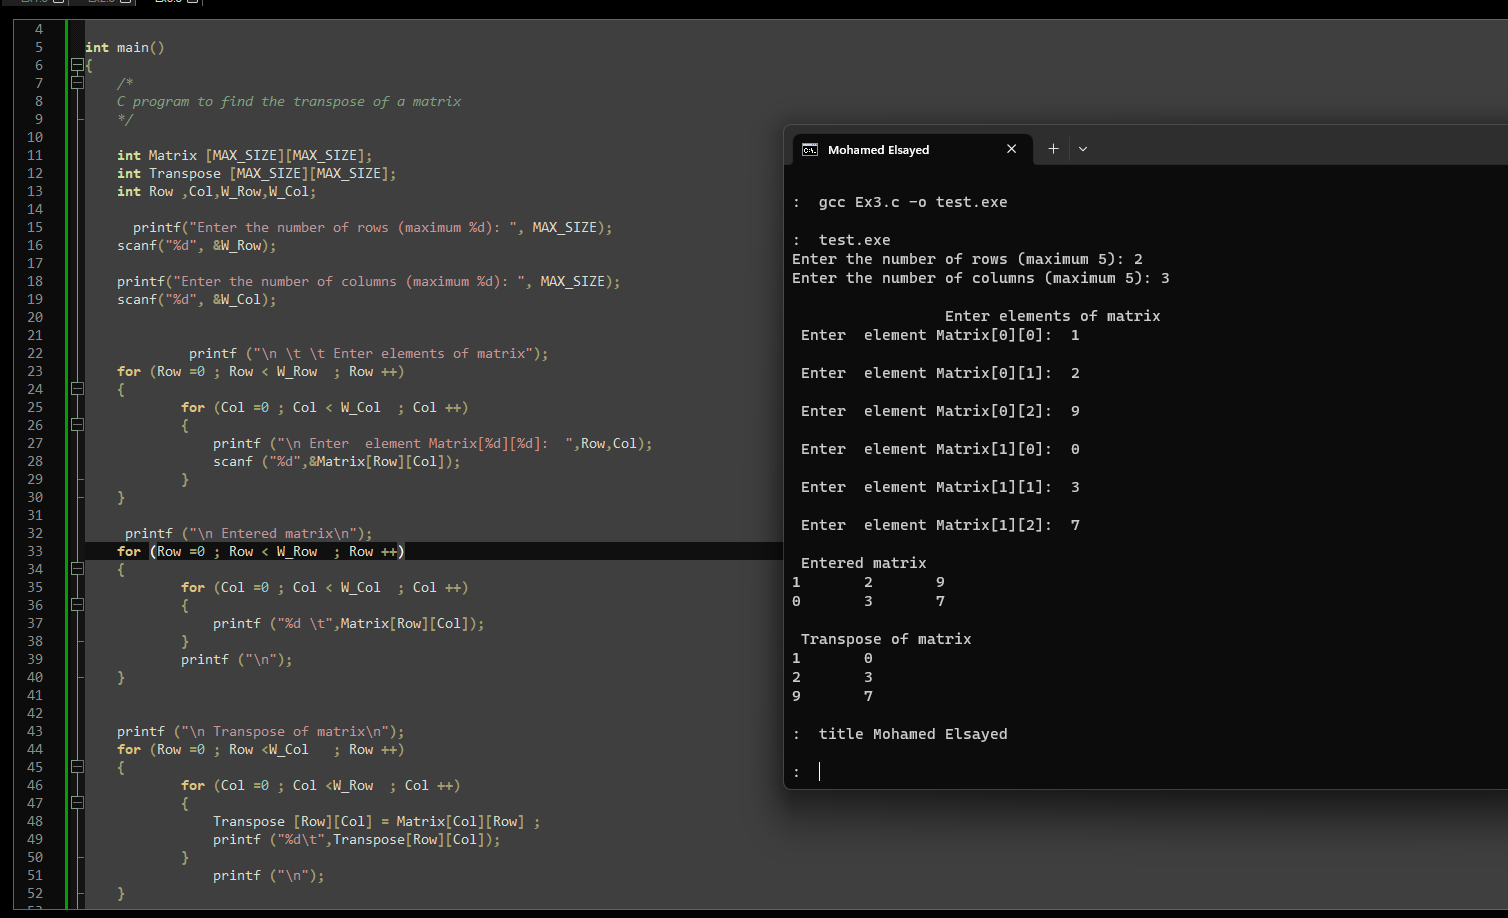 4
5 int main()
6 {
7 /*
8 C program to find the transpose of a matrix
9 */
10
11 int Matrix [MAX_SIZE][MAX_SIZE];
12 int Transpose [MAX_SIZE][MAX_SIZE];
13 int Row ,Col,W_Row,W_Col;
14
15 printf("Enter the number of rows (maximum %d): ", MAX_SIZE);
16 scanf("%d", &W_Row);
17
18 printf("Enter the number of columns (maximum %d): ", MAX_SIZE);
19 scanf("%d", &W_Col);
20
21
22 printf ("\n \t \t Enter elements of matrix");
23 for (Row =0 ; Row < W_Row  ; Row ++)
24 {
25 for (Col =0 ; Col < W_Col  ; Col ++)
26 {
27 printf ("\n Enter  element Matrix[%d][%d]:  ",Row,Col);
28 scanf ("%d",&Matrix[Row][Col]);
29 }
30 }
31
32 printf ("\n Entered matrix\n");
33 for (Row =0 ; Row < W_Row  ; Row ++)
34 {
35 for (Col =0 ; Col < W_Col  ; Col ++)
36 {
37 printf ("%d \t",Matrix[Row][Col]);
38 }
39 printf ("\n");
40 }
41
42
43 printf ("\n Transpose of matrix\n");
44 for (Row =0 ; Row <W_Col   ; Row ++)
45 {
46 for (Col =0 ; Col <W_Row  ; Col ++)
47 {
48 Transpose [Row][Col] = Matrix[Col][Row] ;
49 printf ("%d\t",Transpose[Row][Col]);
50 }
51 printf ("\n");
52 }
Mohamed Elsayed
:  gcc Ex3.c -o test.exe
:  test.exe
Enter the number of rows (maximum 5): 2
Enter the number of columns (maximum 5): 3
Enter elements of matrix
Enter  element Matrix[0][0]:  1
Enter  element Matrix[0][1]:  2
Enter  element Matrix[0][2]:  9
Enter  element Matrix[1][0]:  0
Enter  element Matrix[1][1]:  3
Enter  element Matrix[1][2]:  7
Entered matrix
1 2 9
0 3 7
Transpose of matrix
1 0
2 3
9 7
:  title Mohamed Elsayed
: